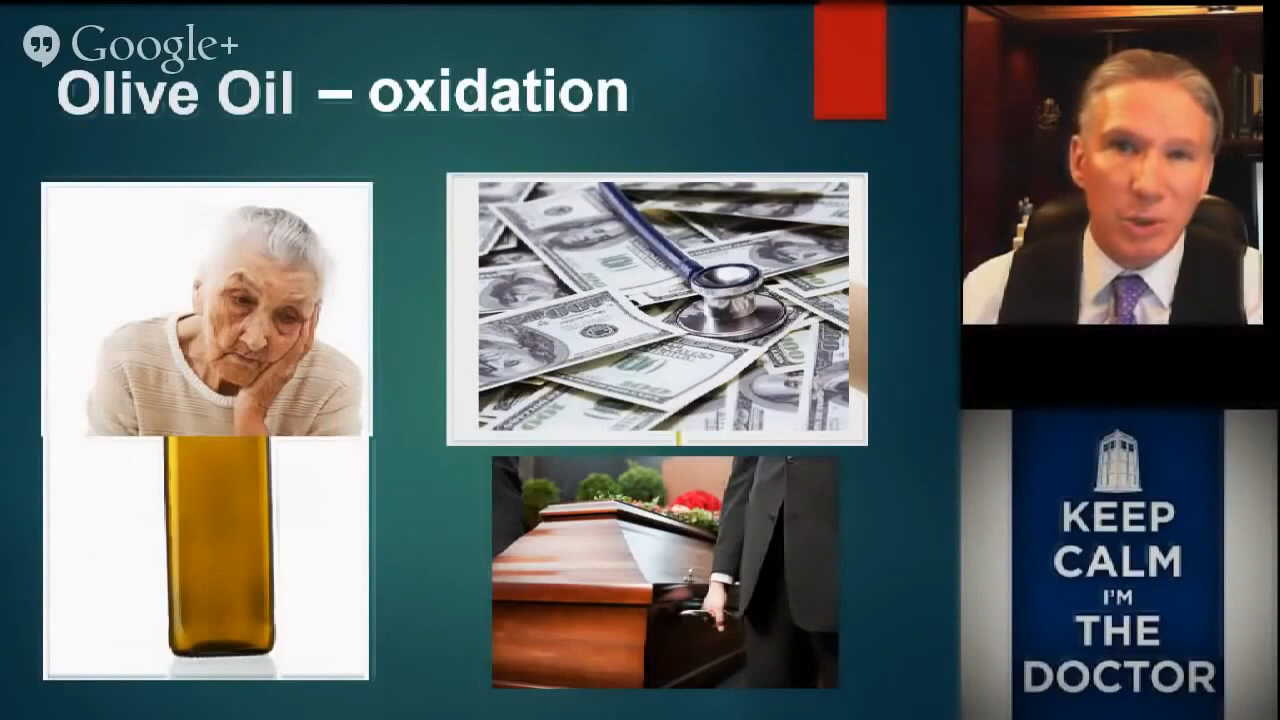 Google+
Olive Oil – oxidation
KEEP
CALM
I'M
THE
DOCTOR